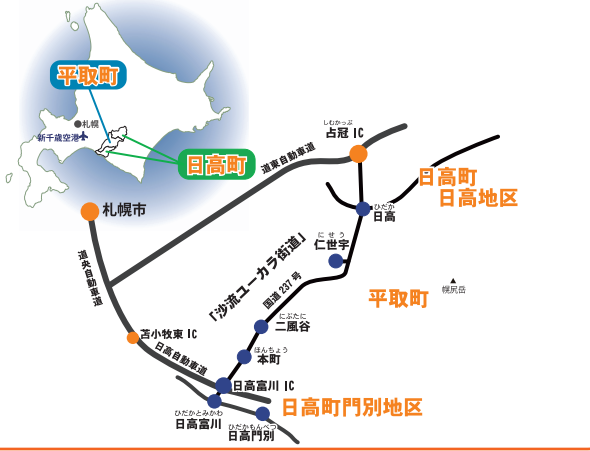 平取町
札幌
新千歳空港
日高町
しむかっぷ
占冠 IC
道東自動車道
日高町
日高地区
ひだか
日高
札幌市
にせう
仁世宇
「沙流ユーカラ街道」
国道 237 号
道央自動車道
平取町
幌尻岳
にぶたに
二風谷
苫小牧東 IC
日高自動車道
ほんちょう
本町
日高富川 IC
日高町門別地区
ひだかとみかわ
日高富川
ひだかもんべつ
日高門別